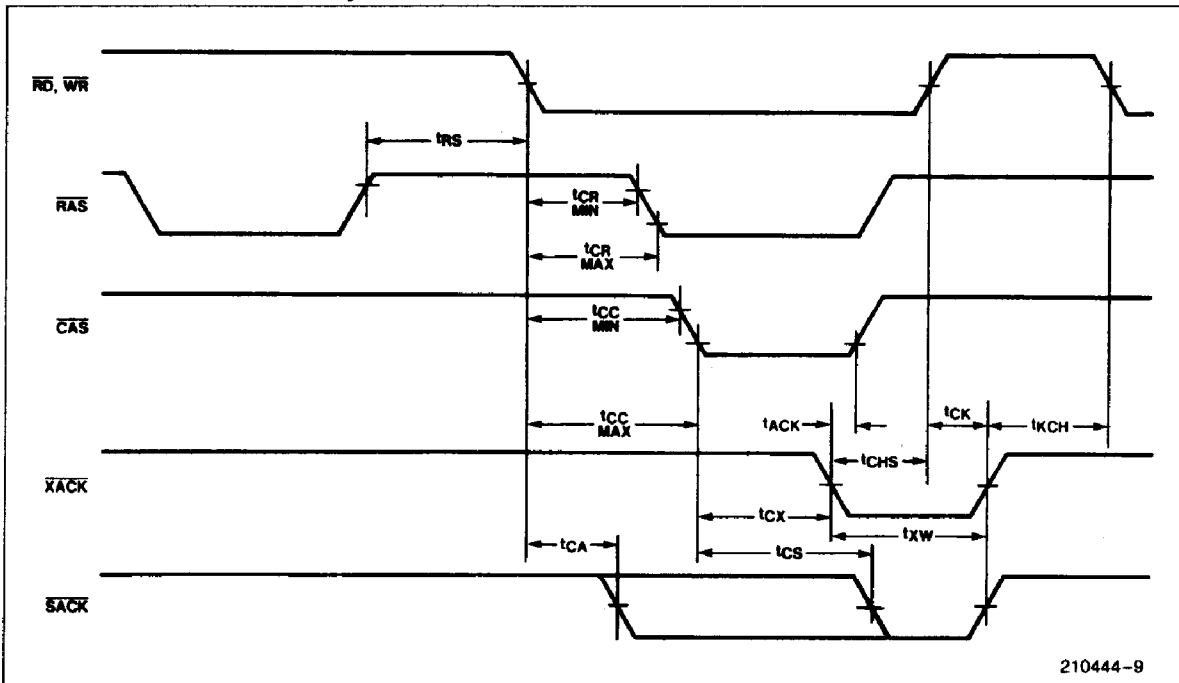 RD, WR
tRS
RAS
tCR
MIN
tCR
MAX
CAS
tCC
MIN
tCC
MAX
tACK
tCK
tKCH
tCHS
XACK
tCX
tXW
tCA
tCS
SACK
210444-9